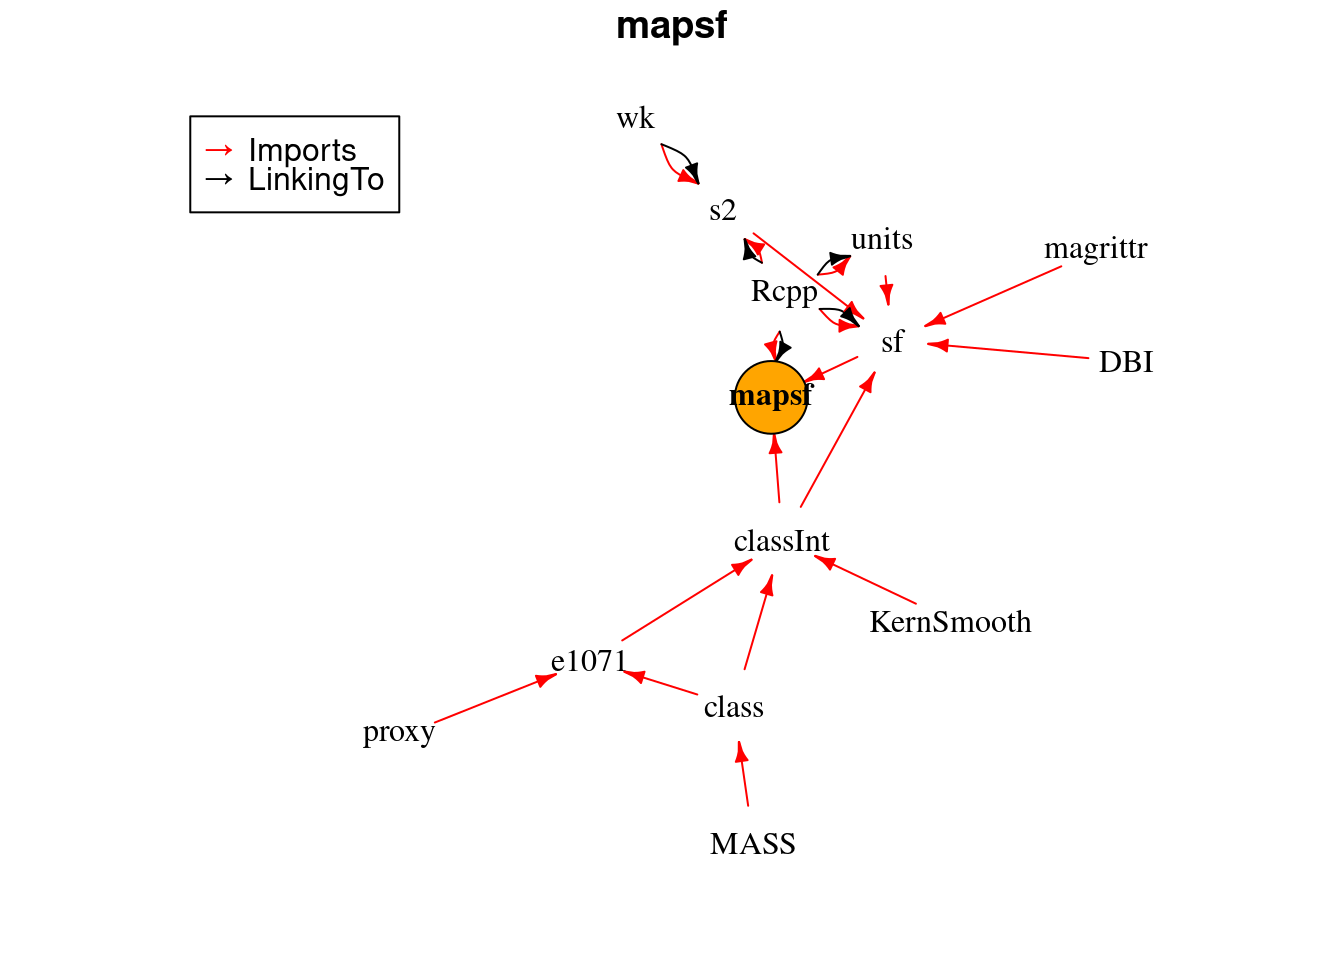 mapsf
→ Imports
→ LinkingTo
wk
s2
units
magrittr
Rcpp
sf
DBI
mapsf
classInt
KernSmooth
e1071
class
proxy
MASS